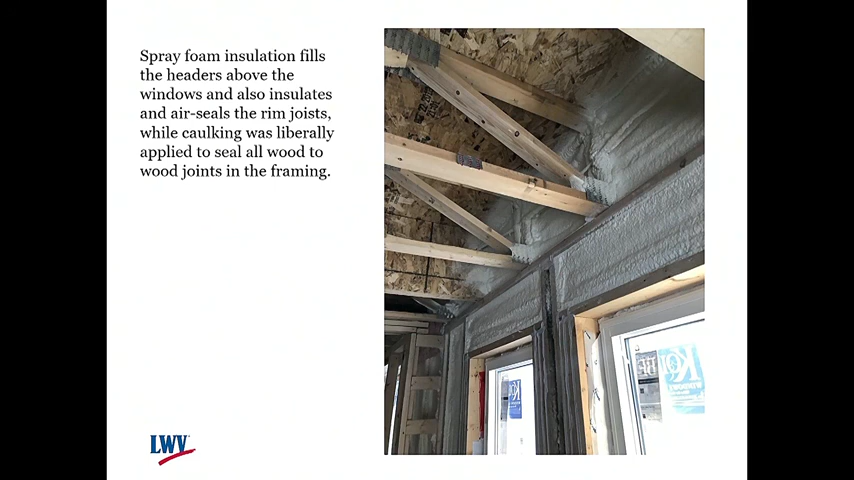 Spray foam insulation fills
the headers above the
windows and also insulates
and air-seals the rim joists,
while caulking was liberally
applied to seal all wood to
wood joints in the framing.
LWV